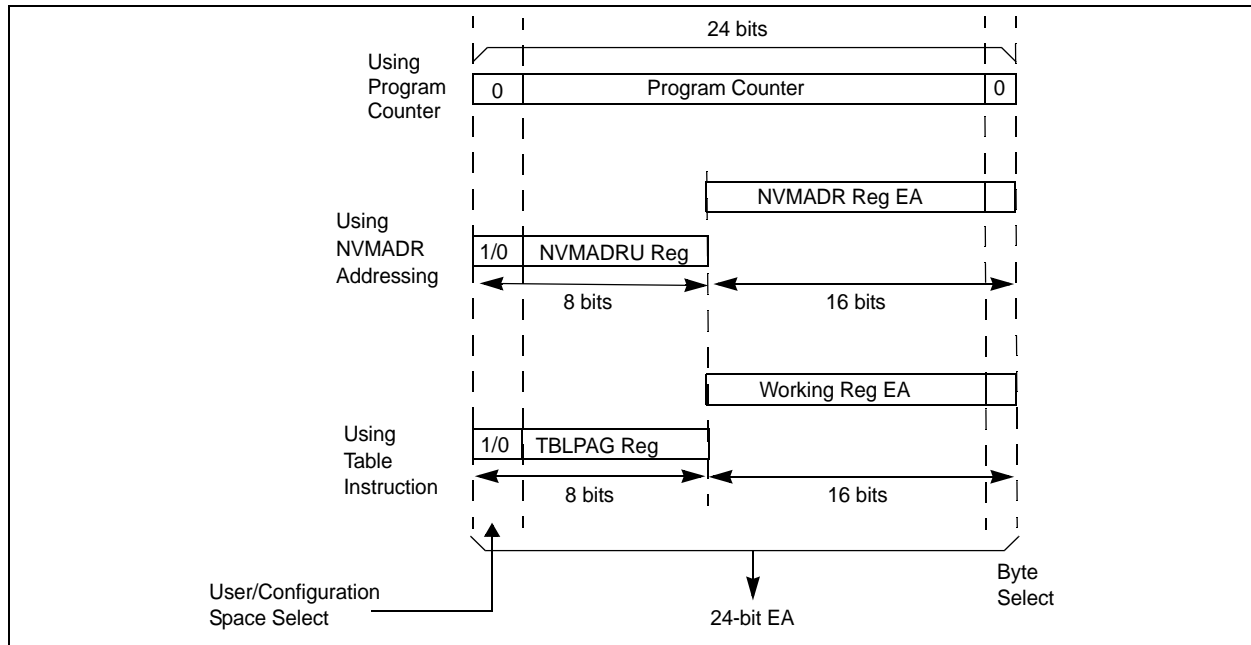 24 bits
Using
Program
Counter
0
Program Counter
0
NVMADR Reg EA
Using
NVMADR
Addressing
1/0
NVMADRU Reg
8 bits
16 bits
Working Reg EA
Using
Table
Instruction
1/0
TBLPAG Reg
8 bits
16 bits
User/Configuration
Space Select
24-bit EA
Byte
Select